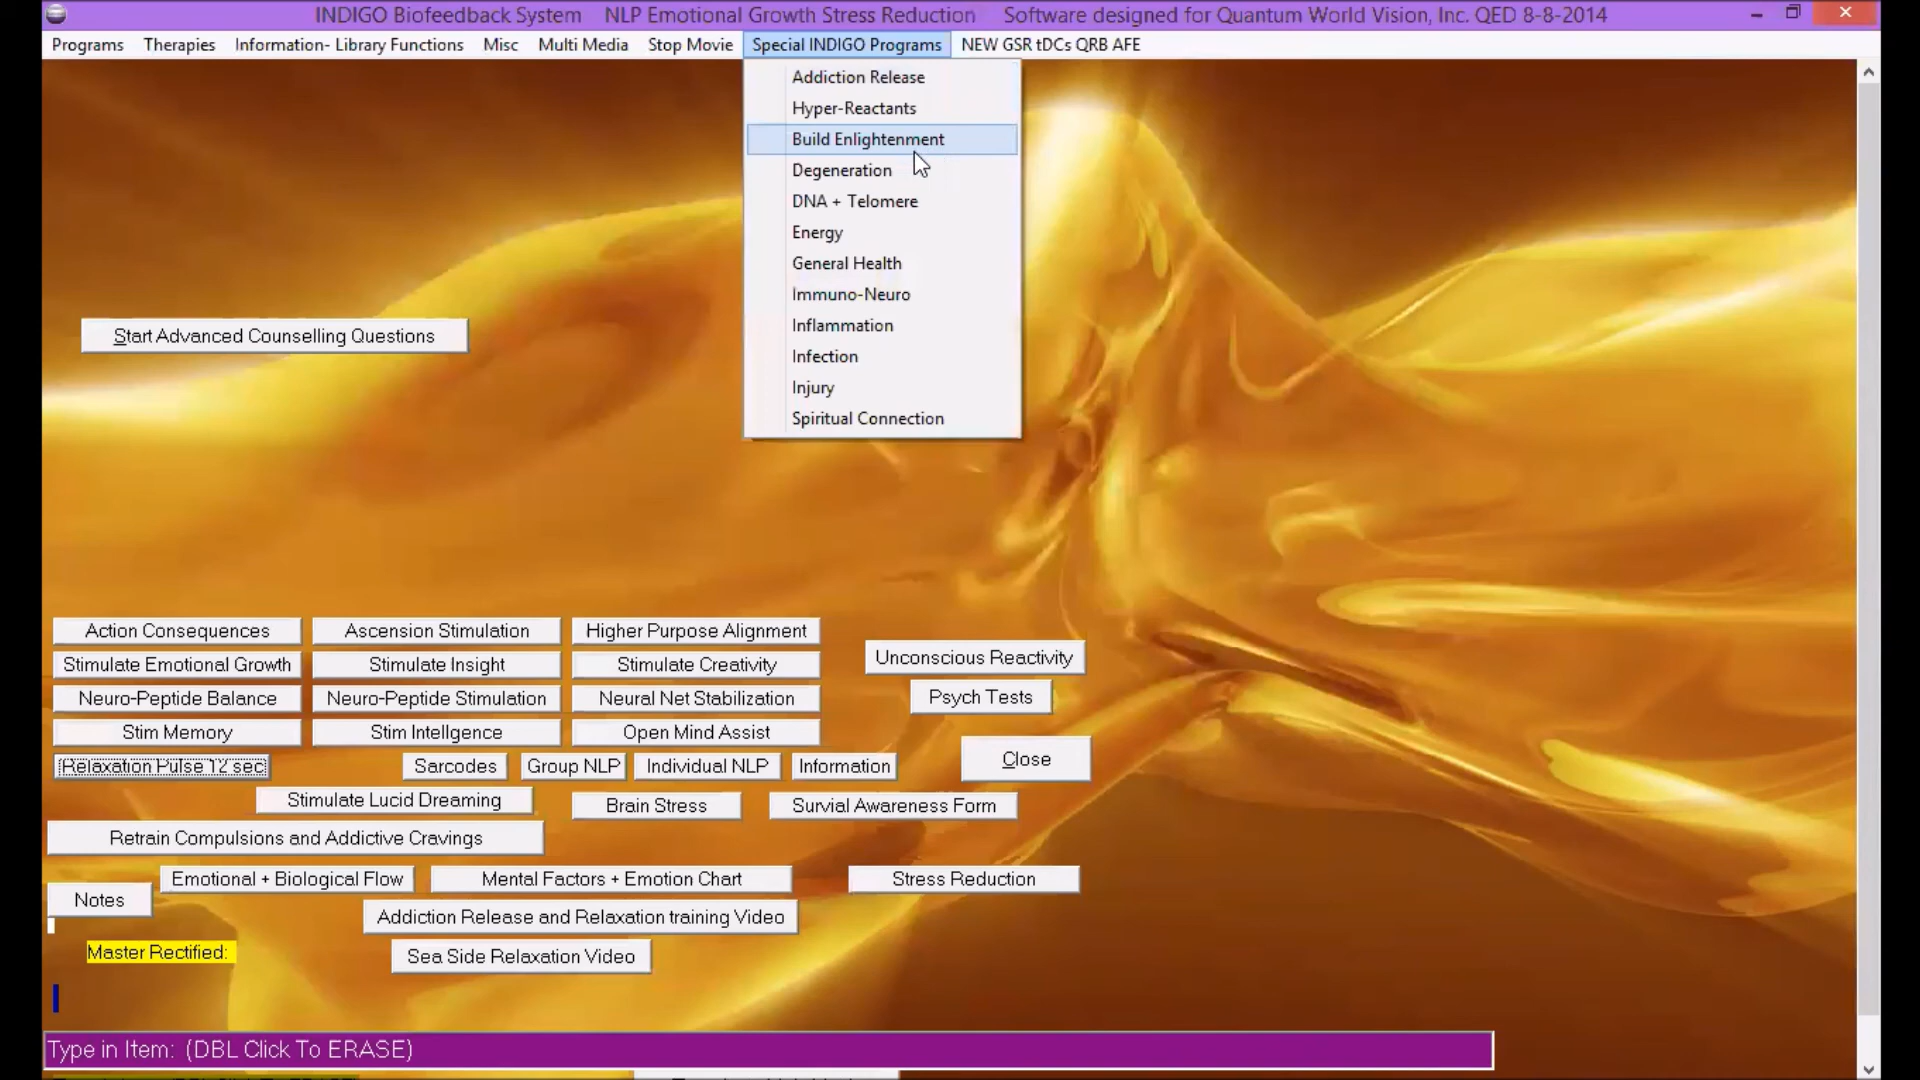 INDIGO Biofeedback System NLP Emotional Growth Stress Reduction Software designed for Quantum World Vision, Inc. QED 8-8-2014
Programs Therapies Information- Library Functions Misc Multi Media Stop Movie Special INDIGO Programs NEW GSR tDCs QRB AFE
Addiction Release
Hyper-Reactants
Build Enlightenment
Degeneration
DNA + Telomere
Energy
General Health
Immuno-Neuro
Inflammation
Infection
Injury
Spiritual Connection
Start Advanced Counselling Questions
Action Consequences Ascension Stimulation Higher Purpose Alignment
Unconscious Reactivity
Stimulate Emotional Growth Stimulate Insight Stimulate Creativity
Neuro-Peptide Balance Neuro-Peptide Stimulation Neural Net Stabilization Psych Tests
Stim Memory Stim Intellgence Open Mind Assist
Relaxation Pulse 12 sec Sarcodes Group NLP Individual NLP Information Close
Stimulate Lucid Dreaming Brain Stress Survial Awareness Form
Retrain Compulsions and Addictive Cravings
Emotional + Biological Flow Mental Factors + Emotion Chart Stress Reduction
Notes
Addiction Release and Relaxation training Video
Master Rectified:
Sea Side Relaxation Video
Type in Item: (DBL Click To ERASE)